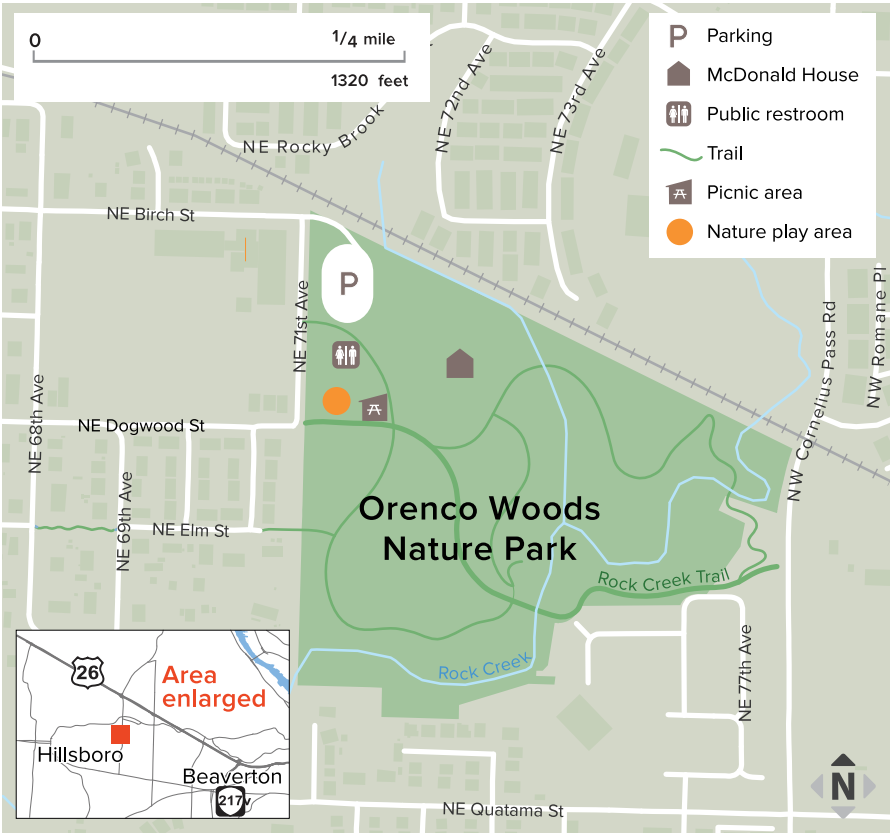 0
1/4 mile
1320 feet
P Parking
McDonald House
Public restroom
Trail
Picnic area
Nature play area
NE 72nd Ave
NE 73rd Ave
NE Rocky Brook
NE Birch St
P
NE 71st Ave
NW Cornelius Pass Rd
NW Romane Pl
NE 68th Ave
NE Dogwood St
NE 69th Ave
NE Elm St
Orenco Woods
Nature Park
Rock Creek Trail
Rock Creek
NE 77th Ave
26
Area
enlarged
Hillsboro
Beaverton
217
NE Quatama St
N